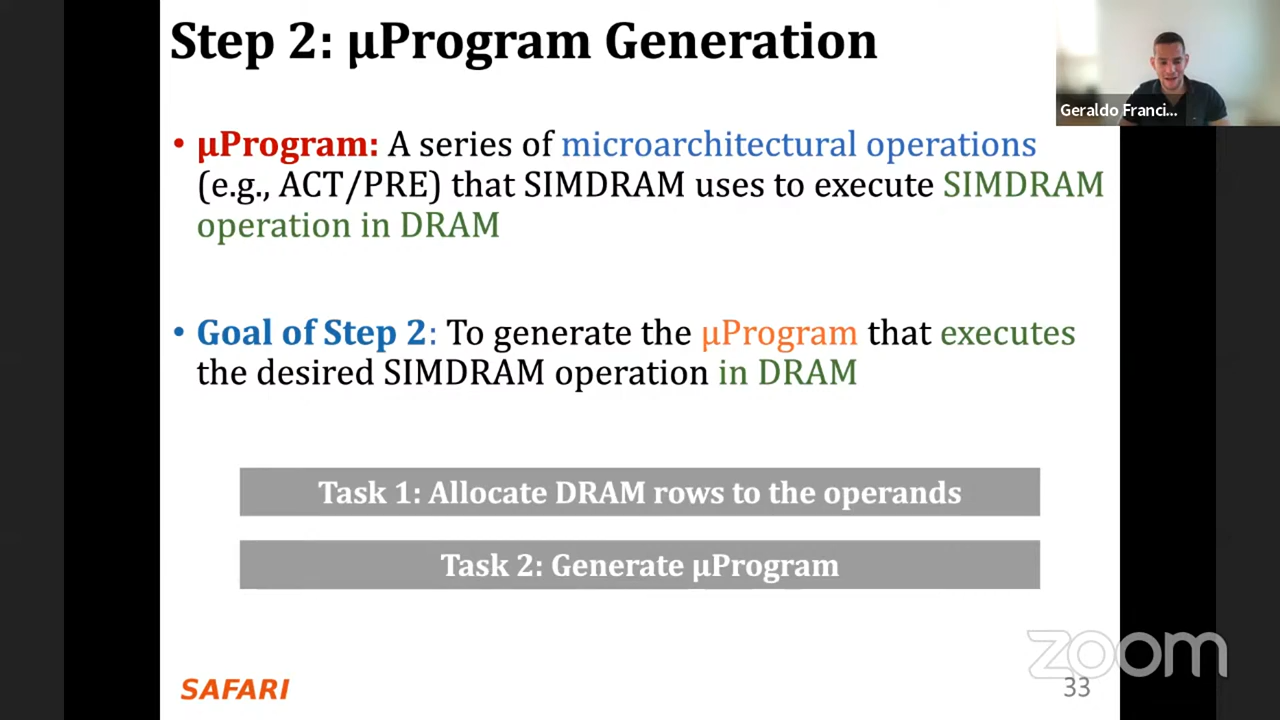 Step 2: µProgram Generation
Geraldo Franci...
• µProgram: A series of microarchitectural operations
(e.g., ACT/PRE) that SIMDRAM uses to execute SIMDRAM
operation in DRAM
• Goal of Step 2: To generate the µProgram that executes
the desired SIMDRAM operation in DRAM
Task 1: Allocate DRAM rows to the operands
Task 2: Generate µProgram
zoom
SAFARI
33